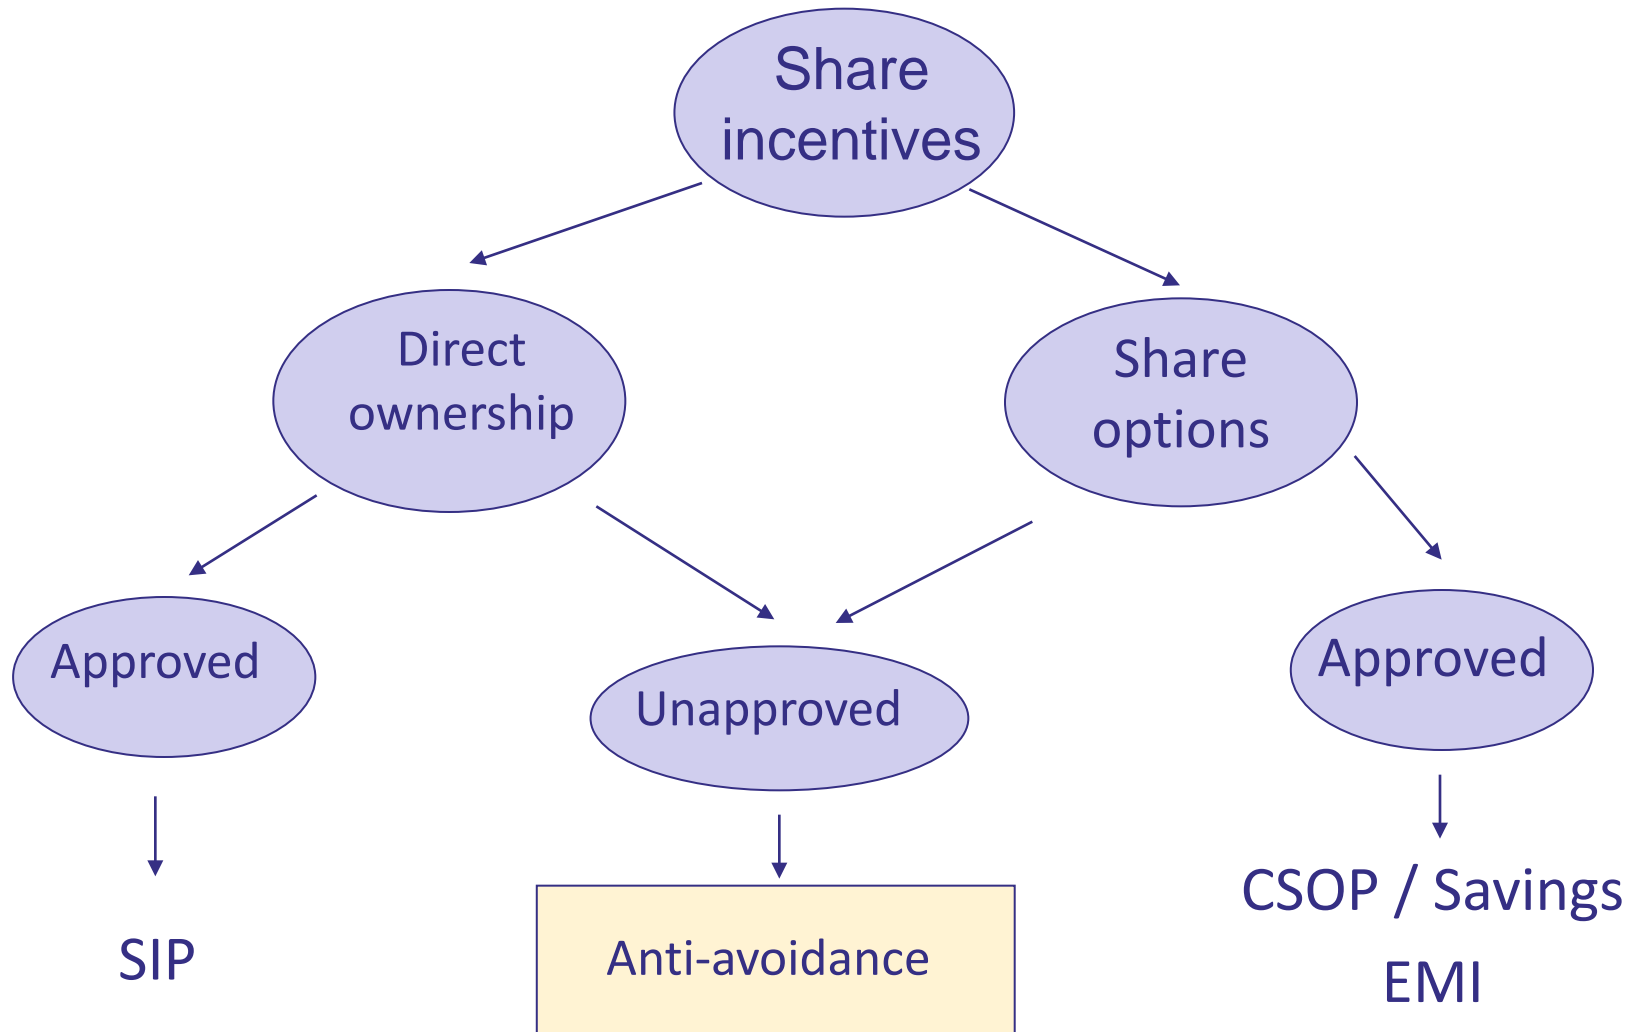 Share
incentives
Direct
ownership
Share
options
Approved
Unapproved
Approved
SIP
Anti-avoidance
CSOP / Savings
EMI